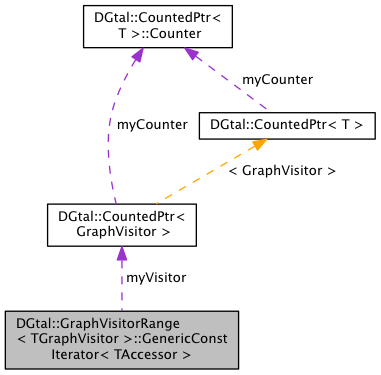 DGtal::CountedPtr<
T >::Counter
myCounter
DGtal::CountedPtr< T >
myCounter
< GraphVisitor >
DGtal::CountedPtr<
GraphVisitor >
myVisitor
DGtal::GraphVisitorRange
< TGraphVisitor >::GenericConst
Iterator< TAccessor >